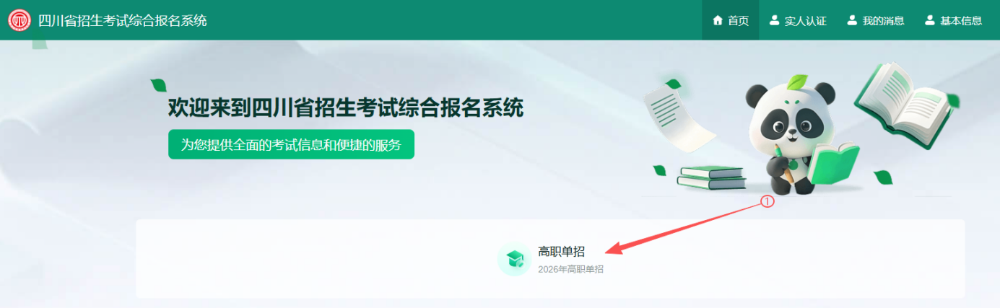 四川省招生考试综合报名系统
首页
实人认证
我的消息
基本信息
欢迎来到四川省招生考试综合报名系统
为您提供全面的考试信息和便捷的服务
①
高职单招
2026年高职单招